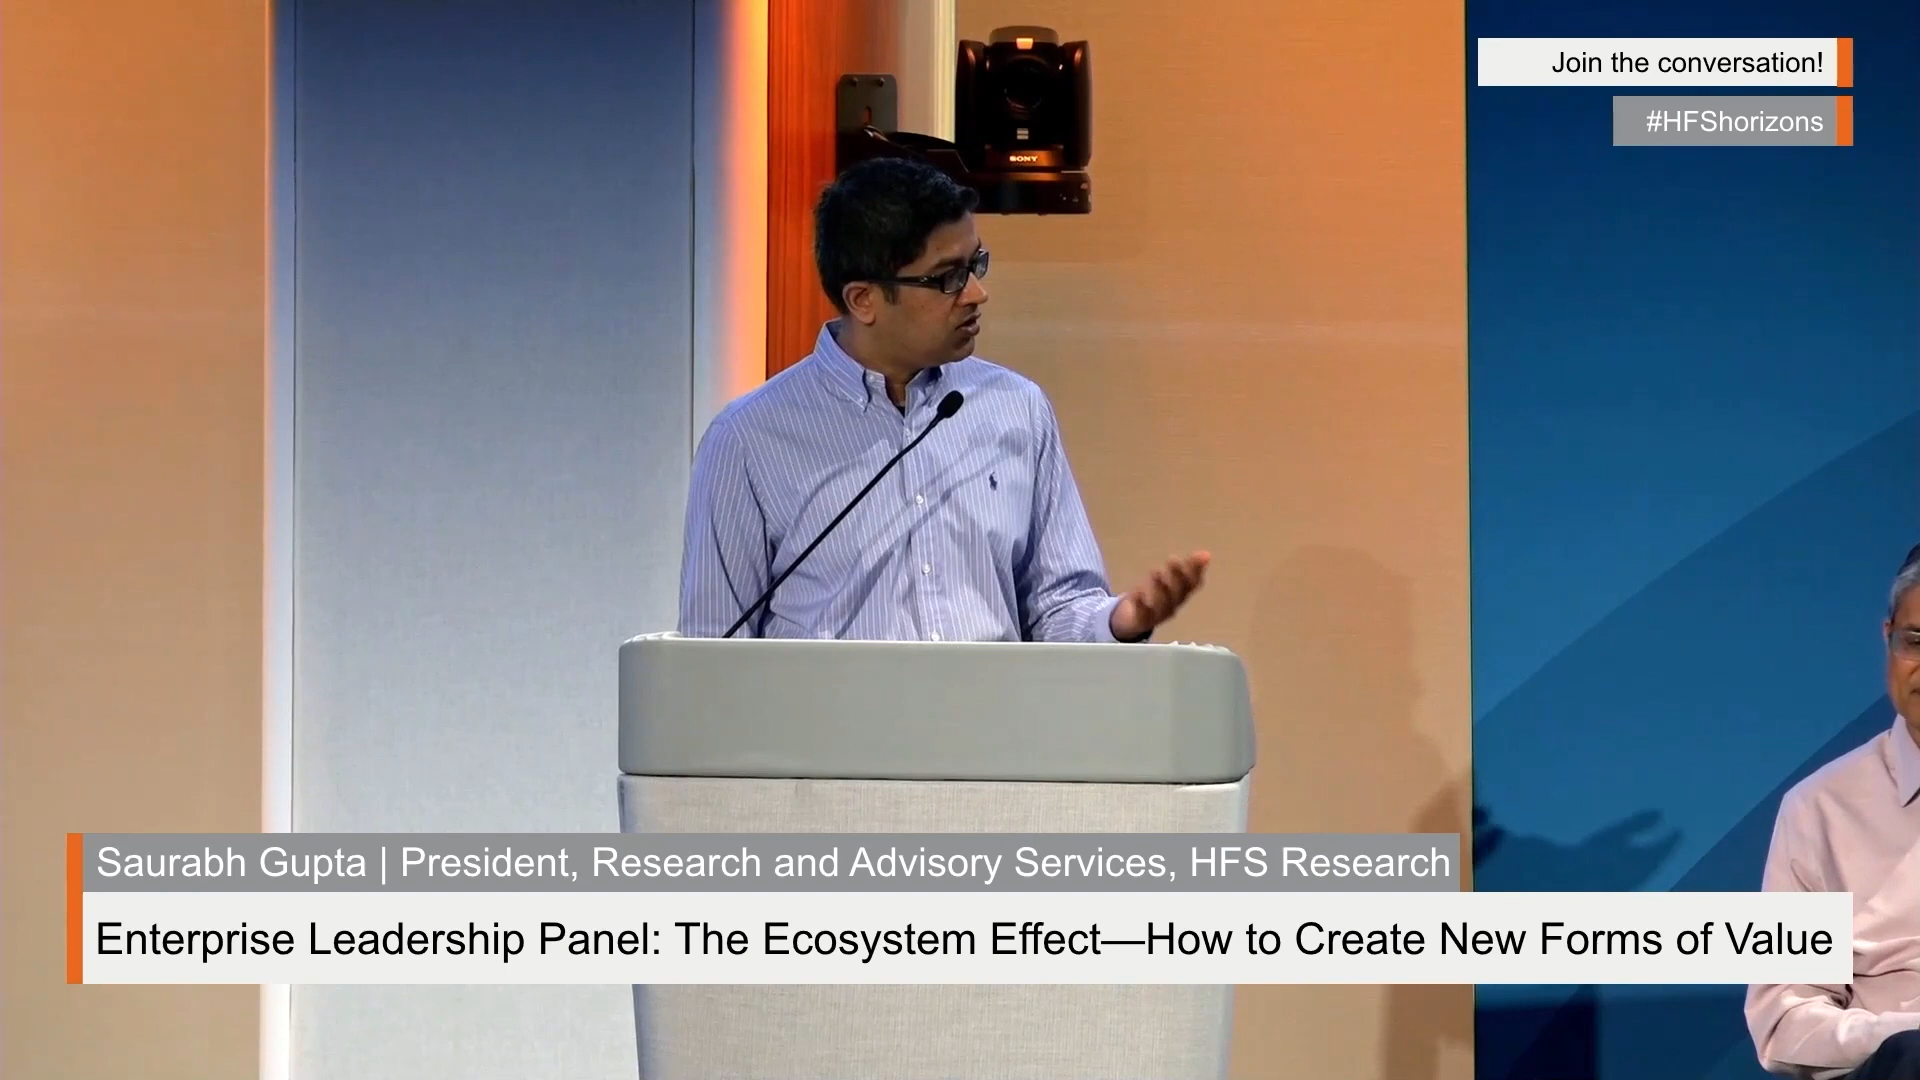 Join the conversation!
#HFShorizons
SONY
Saurabh Gupta | President, Research and Advisory Services, HFS Research
Enterprise Leadership Panel: The Ecosystem Effect—How to Create New Forms of Value